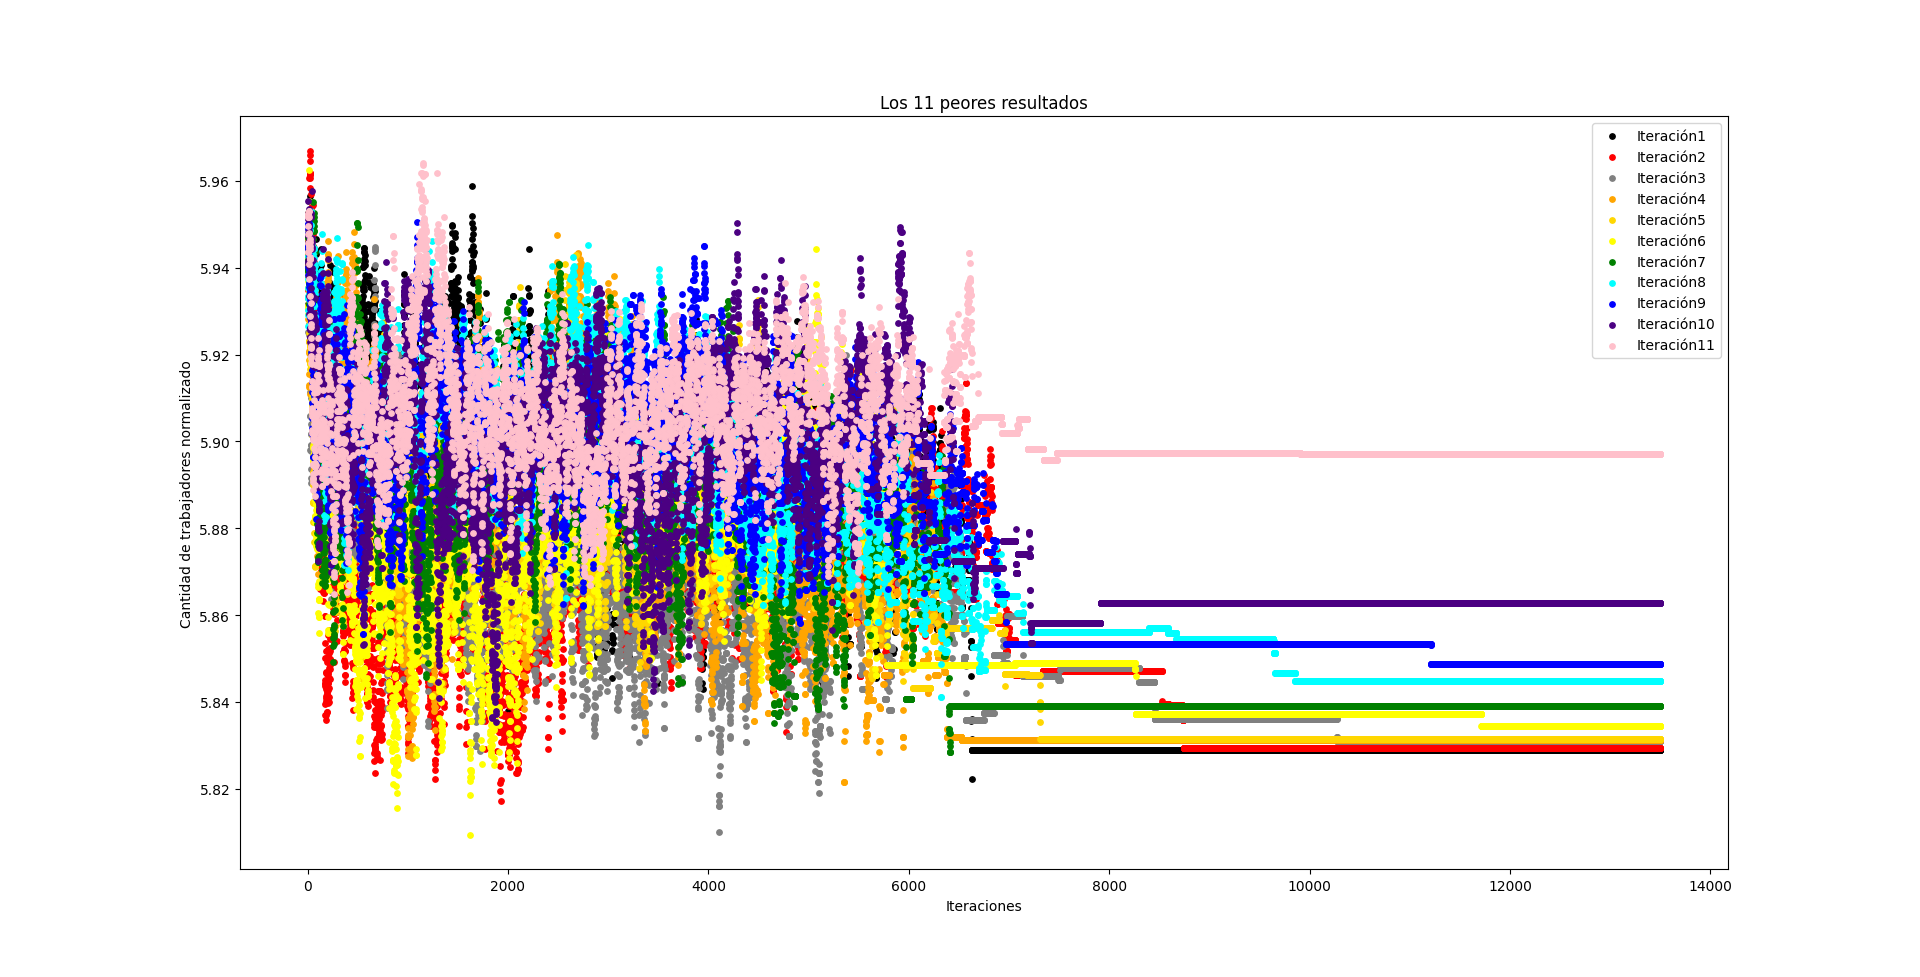 Los 11 peores resultados
Cantidad de trabajadores normalizado
5.96
5.94
5.92
5.90
5.88
5.86
5.84
5.82
0
2000
4000
6000
8000
10000
12000
14000
Iteraciones
Iteración1
Iteración2
Iteración3
Iteración4
Iteración5
Iteración6
Iteración7
Iteración8
Iteración9
Iteración10
Iteración11